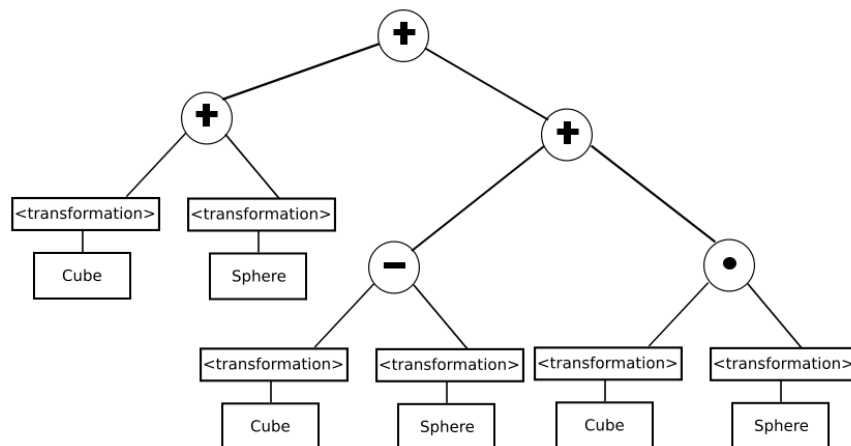 +
+
+
<transformation> <transformation>
Cube Sphere
− •
<transformation> <transformation> <transformation> <transformation>
Cube Sphere Cube Sphere